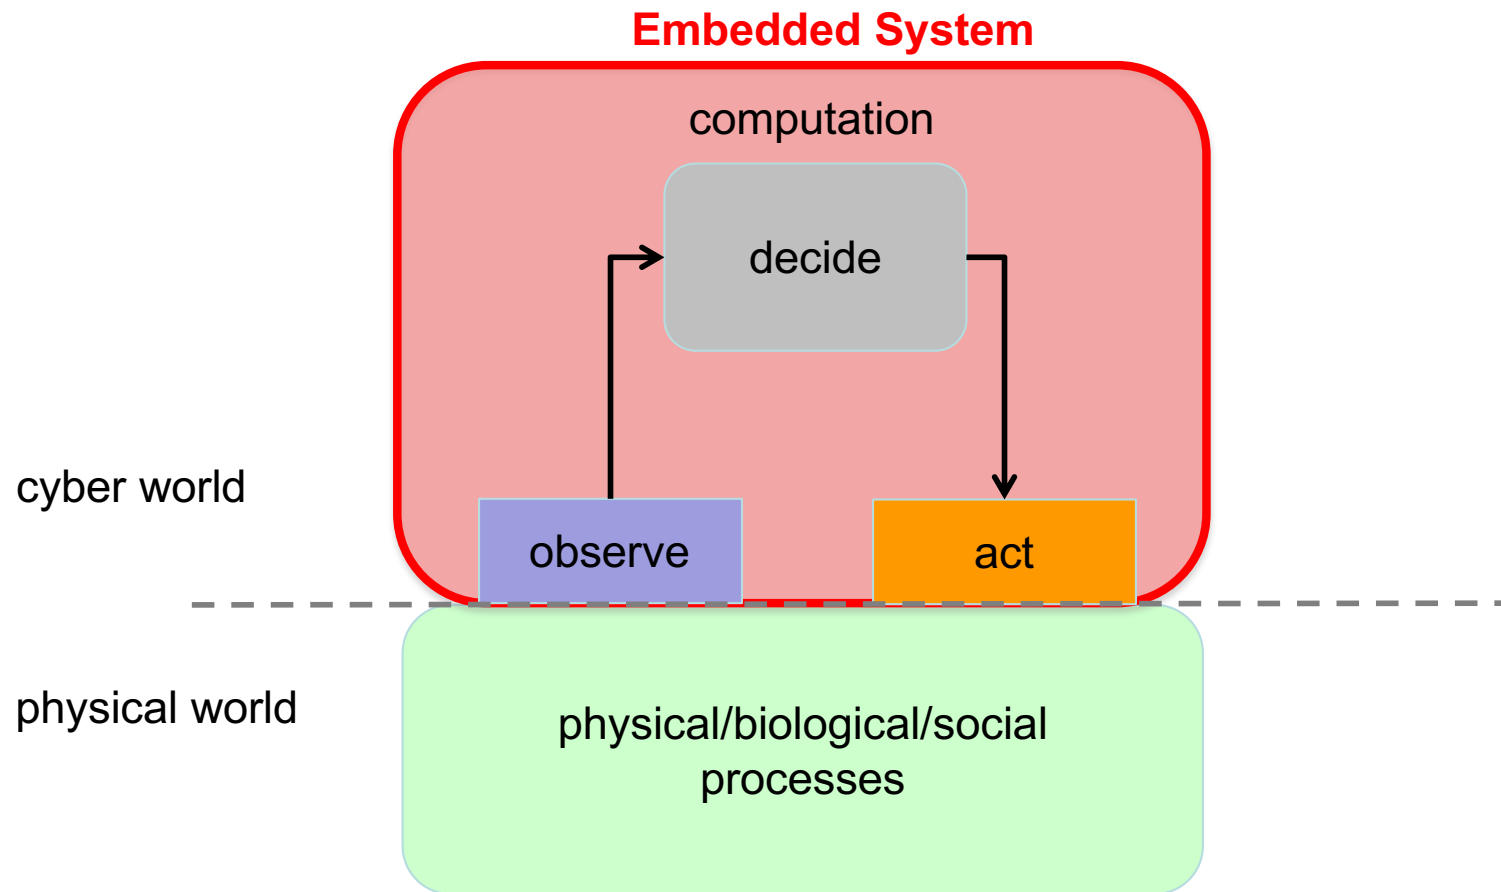 Embedded System
computation
decide
cyber world
observe
act
physical world
physical/biological/social
processes